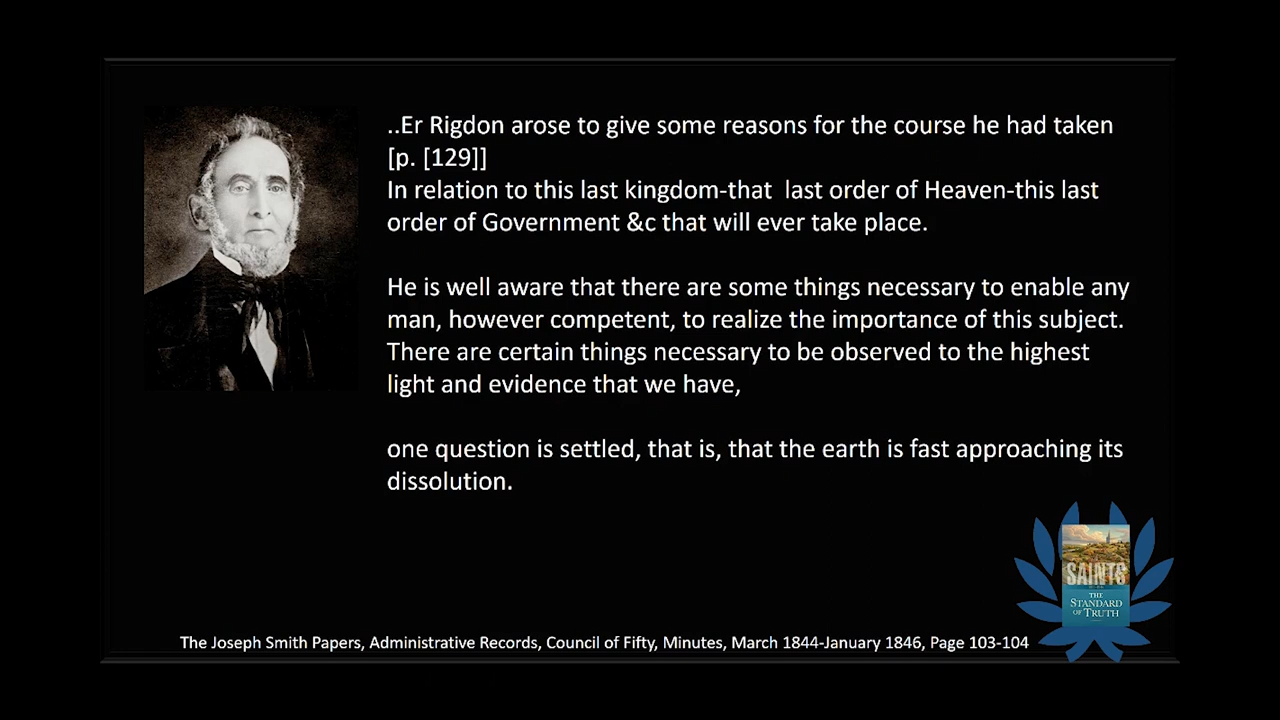 ..Er Rigdon arose to give some reasons for the course he had taken
[p. [129]]
In relation to this last kingdom-that  last order of Heaven-this last
order of Government &c that will ever take place.
He is well aware that there are some things necessary to enable any
man, however competent, to realize the importance of this subject.
There are certain things necessary to be observed to the highest
light and evidence that we have,
one question is settled, that is, that the earth is fast approaching its
dissolution.
SAINTS
THE
STANDARD
OF TRUTH
The Joseph Smith Papers, Administrative Records, Council of Fifty, Minutes, March 1844-January 1846, Page 103-104